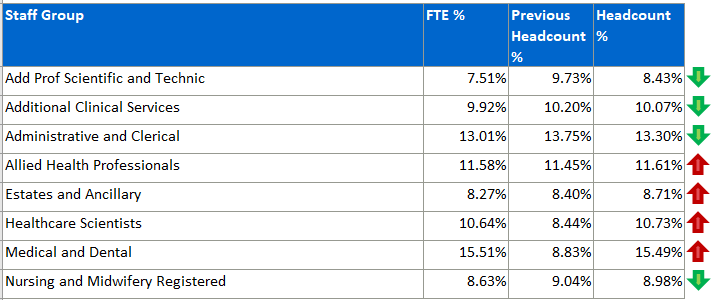 Staff Group FTE % Previous Headcount
Headcount %
%
Add Prof Scientific and Technic 7.51% 9.73% 8.43%
Additional Clinical Services 9.92% 10.20% 10.07%
Administrative and Clerical 13.01% 13.75% 13.30%
Allied Health Professionals 11.58% 11.45% 11.61%
Estates and Ancillary 8.27% 8.40% 8.71%
Healthcare Scientists 10.64% 8.44% 10.73%
Medical and Dental 15.51% 8.83% 15.49%
Nursing and Midwifery Registered 8.63% 9.04% 8.98%